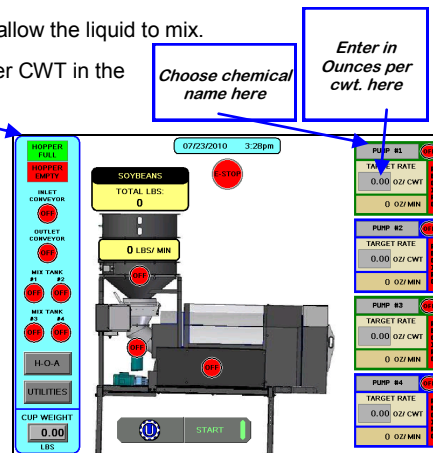 allow the liquid to mix.
er CWT in the
Choose chemical
name here
Enter in
Ounces per
cwt. here
HOPPER
FULL
HOPPER
EMPTY
INLET
CONVEYOR
OFF
OUTLET
CONVEYOR
OFF
MIX TANK
#1 #2
OFF OFF
MIX TANK
#3 #4
OFF OFF
H-O-A
UTILITIES
CUP WEIGHT
0.00
LBS
07/23/2010 3:28pm
E-STOP
SOYBEANS
TOTAL LBS:
0
0 LBS/ MIN
OFF
OFF
OFF
U
START
PUMP #1
TARGET RATE
0.00 OZ/ CWT
0 OZ/MIN
PUMP #2
TARGET RATE
0.00 OZ/ CWT
0 OZ/MIN
PUMP #3
TARGET RATE
0.00 OZ/ CWT
0 OZ/MIN
PUMP #4
TARGET RATE
0.00 OZ/ CWT
0 OZ/MIN